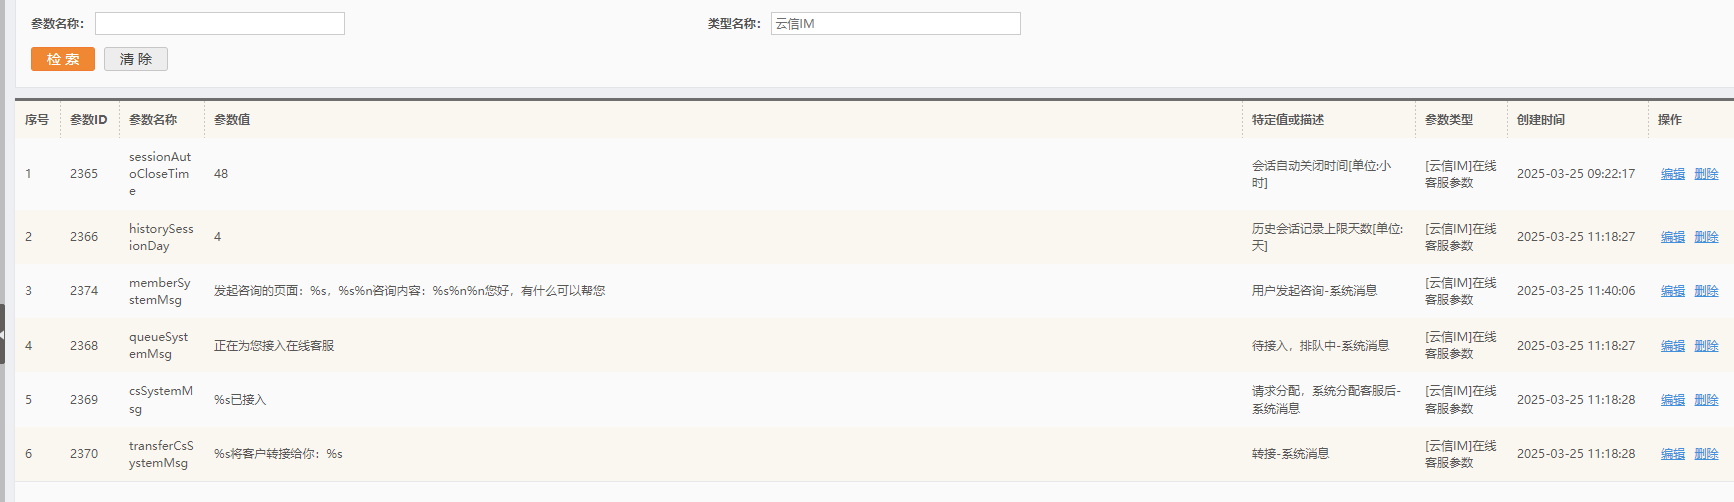 参数名称：
类型名称： 云信IM
检 索 清 除
序号 参数ID 参数名称 参数值 特定值或描述 参数类型 创建时间 操作
1 2365 sessionAut
oCloseTim
e 48 会话自动关闭时间[单位:小
时] [云信IM]在线
客服参数 2025-03-25 09:22:17 编辑 删除
2 2366 historySess
ionDay 4 历史会话记录上限天数[单位:
天] [云信IM]在线
客服参数 2025-03-25 11:18:27 编辑 删除
3 2374 memberSy
stemMsg 发起咨询的页面：%s，%s%n咨询内容：%s%n%n您好，有什么可以帮您 用户发起咨询-系统消息 [云信IM]在线
客服参数 2025-03-25 11:40:06 编辑 删除
4 2368 queueSyst
emMsg 正在为您接入在线客服 待接入，排队中-系统消息 [云信IM]在线
客服参数 2025-03-25 11:18:27 编辑 删除
5 2369 csSystemM
sg %s已接入 请求分配，系统分配客服后-
系统消息 [云信IM]在线
客服参数 2025-03-25 11:18:28 编辑 删除
6 2370 transferCsS
ystemMsg %s将客户转接给你：%s 转接-系统消息 [云信IM]在线
客服参数 2025-03-25 11:18:28 编辑 删除